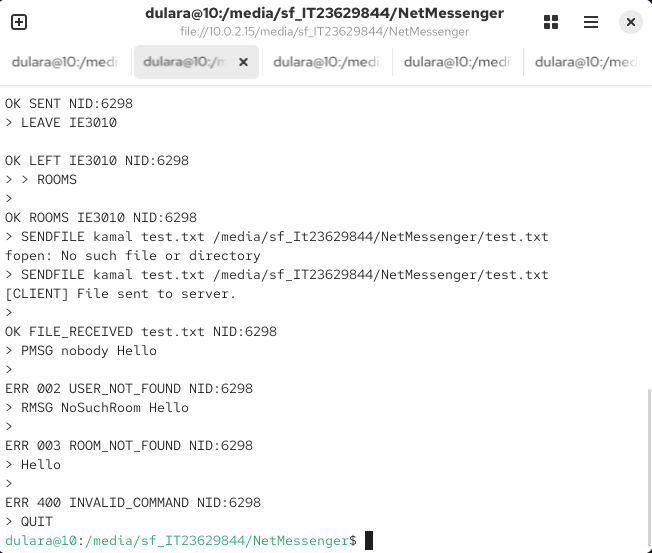 dulara@10:/media/sf_IT23629844/NetMessenger
file://10.0.2.15/media/sf_IT23629844/NetMessenger
dulara@10:/medi dulara@10:/m dulara@10:/medi dulara@10:/medi dulara@10:/medi
OK SENT NID:6298
> LEAVE IE3010
OK LEFT IE3010 NID:6298
> > ROOMS
>
OK ROOMS IE3010 NID:6298
> SENDFILE kamal test.txt /media/sf_It23629844/NetMessenger/test.txt
fopen: No such file or directory
> SENDFILE kamal test.txt /media/sf_IT23629844/NetMessenger/test.txt
[CLIENT] File sent to server.
>
OK FILE_RECEIVED test.txt NID:6298
> PMSG nobody Hello
>
ERR 002 USER_NOT_FOUND NID:6298
> RMSG NoSuchRoom Hello
>
ERR 003 ROOM_NOT_FOUND NID:6298
> Hello
>
ERR 400 INVALID_COMMAND NID:6298
> QUIT
dulara@10:/media/sf_IT23629844/NetMessenger$